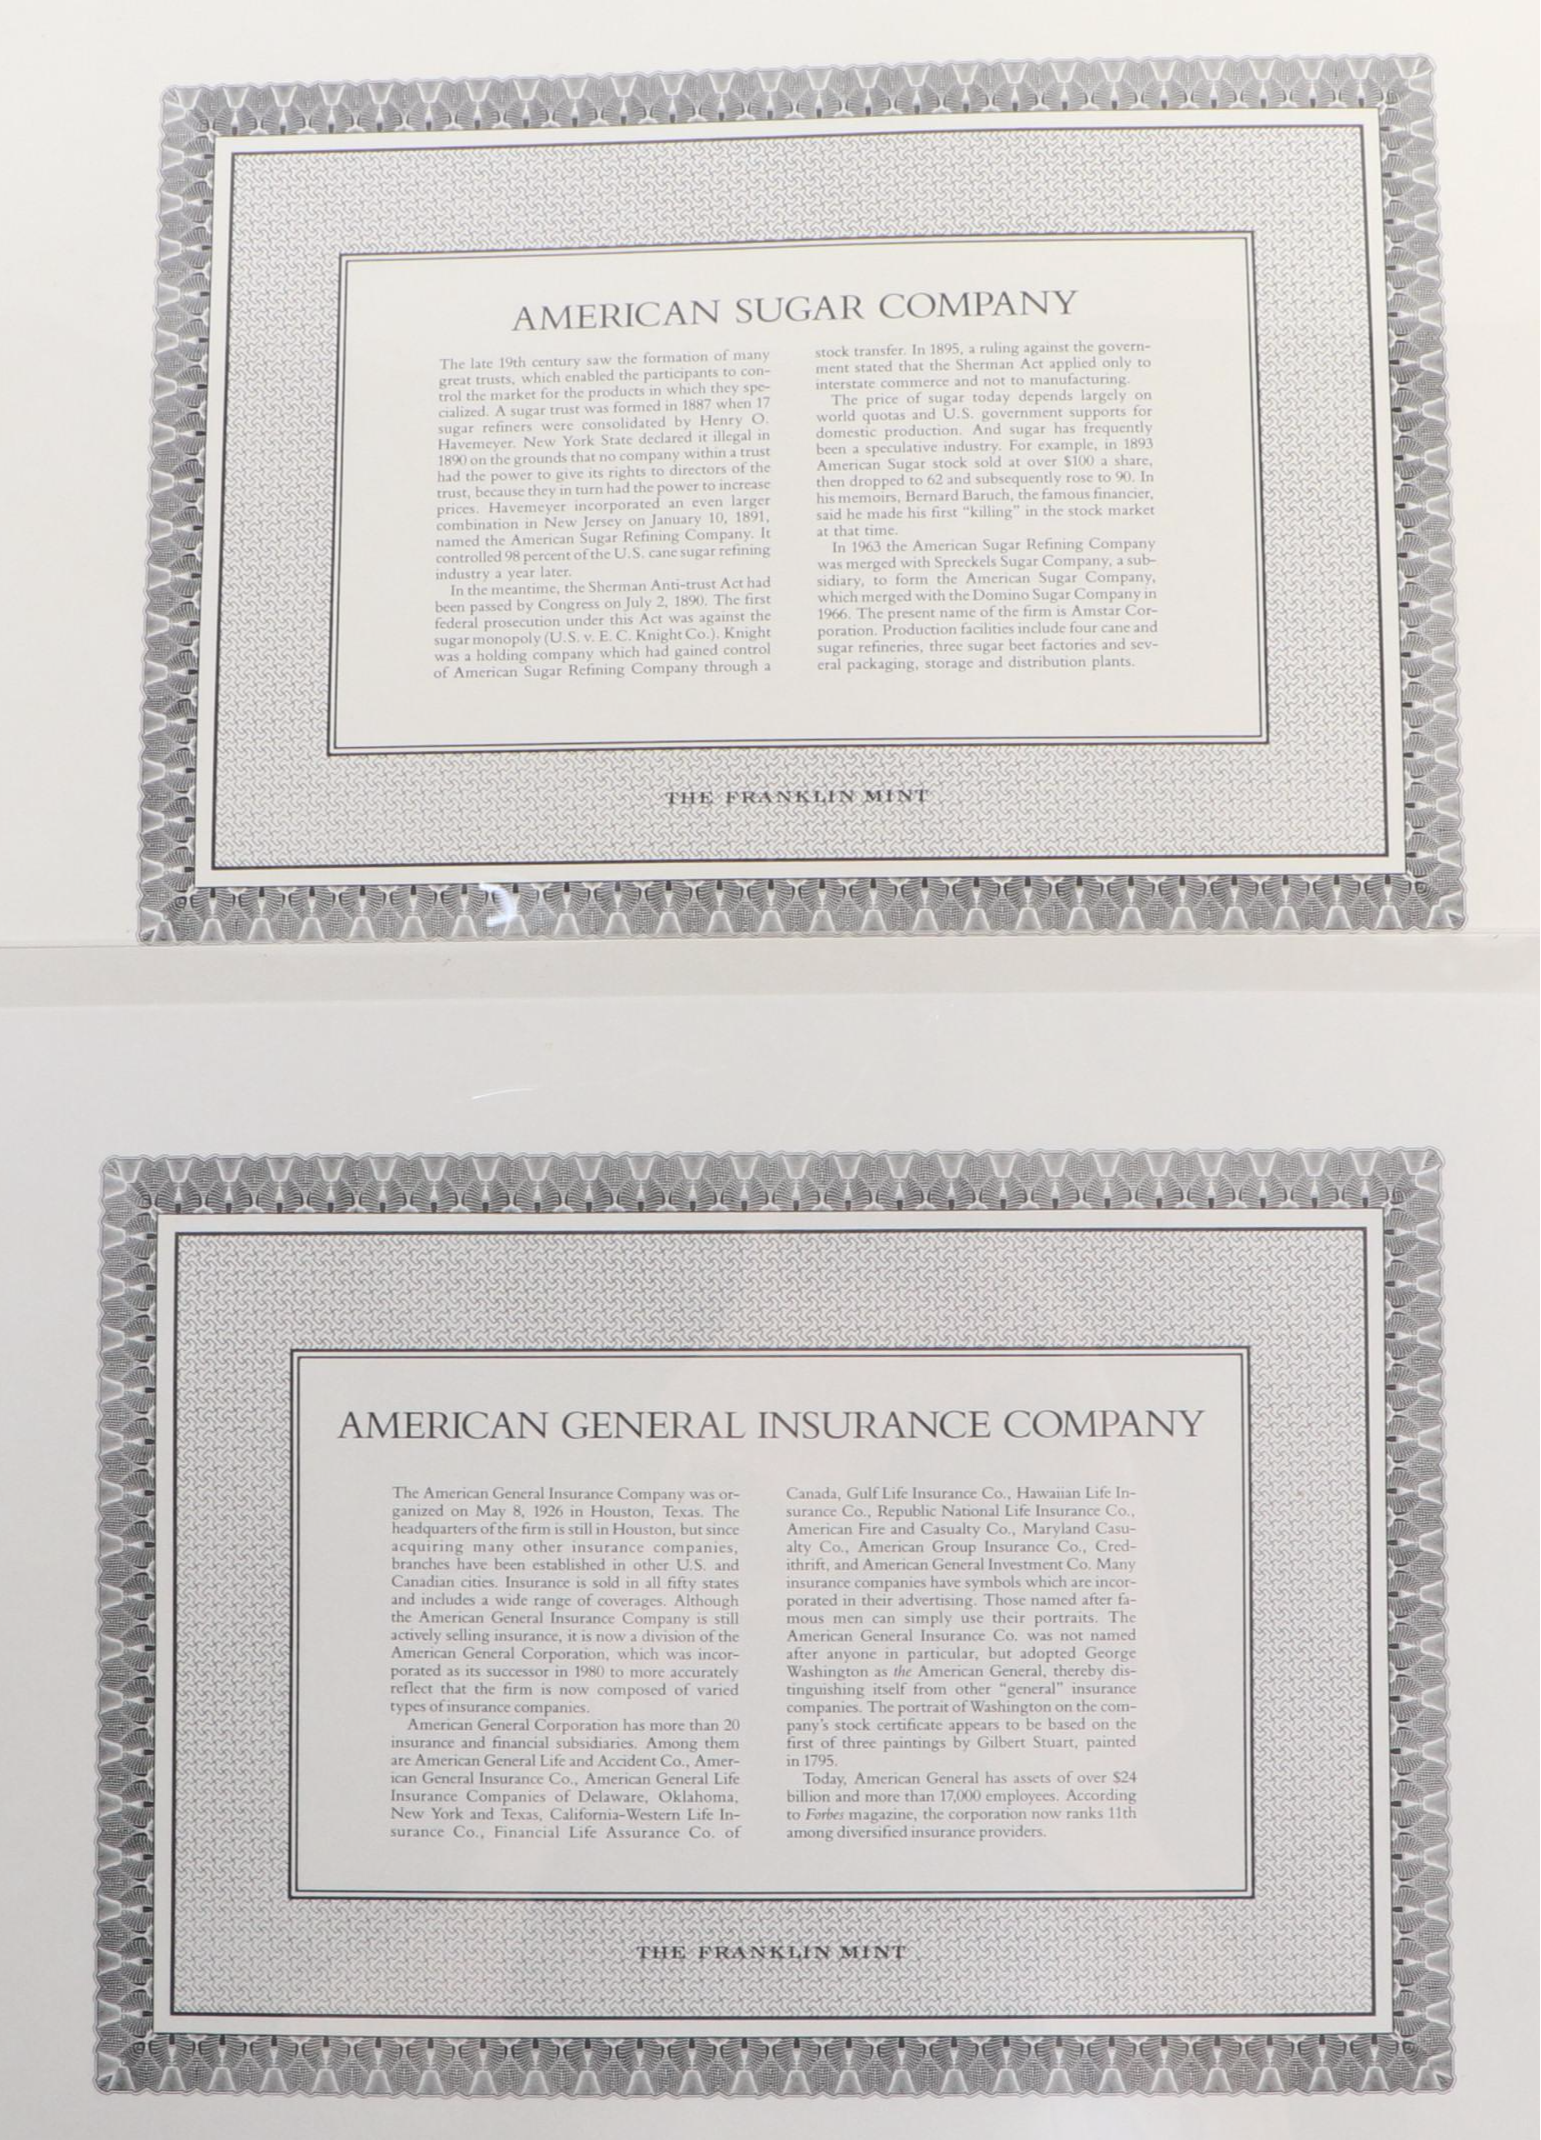 AMERICAN SUGAR COMPANY
The late 19th century saw the formation of many
great trusts, which enabled the participants to con-
trol the market for the products in which they spe-
cialized. A sugar trust was formed in 1887 when 17
sugar refiners were consolidated by Henry O.
Havemeyer. New York State declared it illegal in
1890 on the grounds that no company within a trust
had the power to give its rights to directors of the
trust, because they in turn had the power to increase
prices. Havemeyer incorporated an even larger
combination in New Jersey on January 10, 1891,
named the American Sugar Refining Company. It
controlled 98 percent of the U.S. cane sugar refining
industry a year later.
In the meantime, the Sherman Anti-trust Act had
been passed by Congress on July 2, 1890. The first
federal prosecution under this Act was against the
sugar monopoly (U.S. v. E. C. Knight Co.). Knight
was a holding company which had gained control
of American Sugar Refining Company through a
stock transfer. In 1895, a ruling against the govern-
ment stated that the Sherman Act applied only to
interstate commerce and not to manufacturing.
The price of sugar today depends largely on
world quotas and U.S. government supports for
domestic production. And sugar has frequently
been a speculative industry. For example, in 1893
American Sugar stock sold at over $100 a share,
then dropped to 62 and subsequently rose to 90. In
his memoirs, Bernard Baruch, the famous financier,
said he made his first "killing" in the stock market
at that time.
In 1963 the American Sugar Refining Company
was merged with Spreckels Sugar Company, a sub-
sidiary, to form the American Sugar Company,
which merged with the Domino Sugar Company in
1966. The present name of the firm is Amstar Cor-
poration. Production facilities include four cane and
sugar refineries, three sugar beet factories and sev-
eral packaging, storage and distribution plants.
THE FRANKLIN MINT
AMERICAN GENERAL INSURANCE COMPANY
The American General Insurance Company was or-
ganized on May 8, 1926 in Houston, Texas. The
headquarters of the firm is still in Houston, but since
acquiring many other insurance companies,
branches have been established in other U.S. and
Canadian cities. Insurance is sold in all fifty states
and includes a wide range of coverages. Although
the American General Insurance Company is still
actively selling insurance, it is now a division of the
American General Corporation, which was incor-
porated as its successor in 1980 to more accurately
reflect that the firm is now composed of varied
types of insurance companies.
American General Corporation has more than 20
insurance and financial subsidiaries. Among them
are American General Life and Accident Co., Amer-
ican General Insurance Co., American General Life
Insurance Companies of Delaware, Oklahoma,
New York and Texas, California-Western Life In-
surance Co., Financial Life Assurance Co. of
Canada, Gulf Life Insurance Co., Hawaiian Life In-
surance Co., Republic National Life Insurance Co.,
American Fire and Casualty Co., Maryland Casu-
alty Co., American Group Insurance Co., Cred-
ithrift, and American General Investment Co. Many
insurance companies have symbols which are incor-
porated in their advertising. Those named after fa-
mous men can simply use their portraits. The
American General Insurance Co. was not named
after anyone in particular, but adopted George
Washington as the American General, thereby dis-
tinguishing itself from other "general" insurance
companies. The portrait of Washington on the com-
pany's stock certificate appears to be based on the
first of three paintings by Gilbert Stuart, painted
in 1795.
Today, American General has assets of over $24
billion and more than 17,000 employees. According
to Forbes magazine, the corporation now ranks 11th
among diversified insurance providers.
THE FRANKLIN MINT